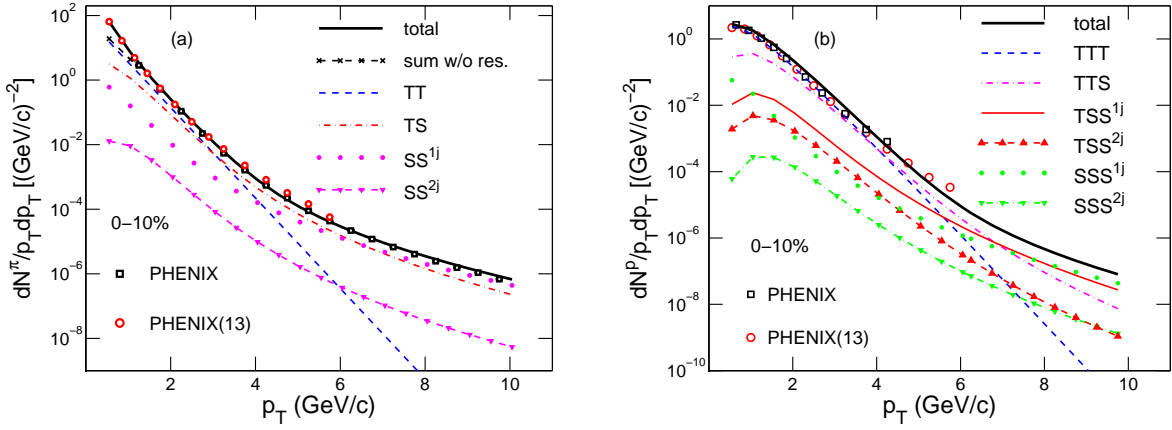 (a)
total
sum w/o res.
TT
TS
SS^1j
SS^2j
0−10%
PHENIX
PHENIX(13)
dN^π/p_T dp_T [(GeV/c)^−2]
10^2
10^0
10^−2
10^−4
10^−6
10^−8
2 4 6 8 10
p_T (GeV/c)
(b)
total
TTT
TTS
TSS^1j
TSS^2j
SSS^1j
SSS^2j
0−10%
PHENIX
PHENIX(13)
dN^p/p_T dp_T [(GeV/c)^−2]
10^0
10^−2
10^−4
10^−6
10^−8
10^−10
2 4 6 8 10
p_T (GeV/c)